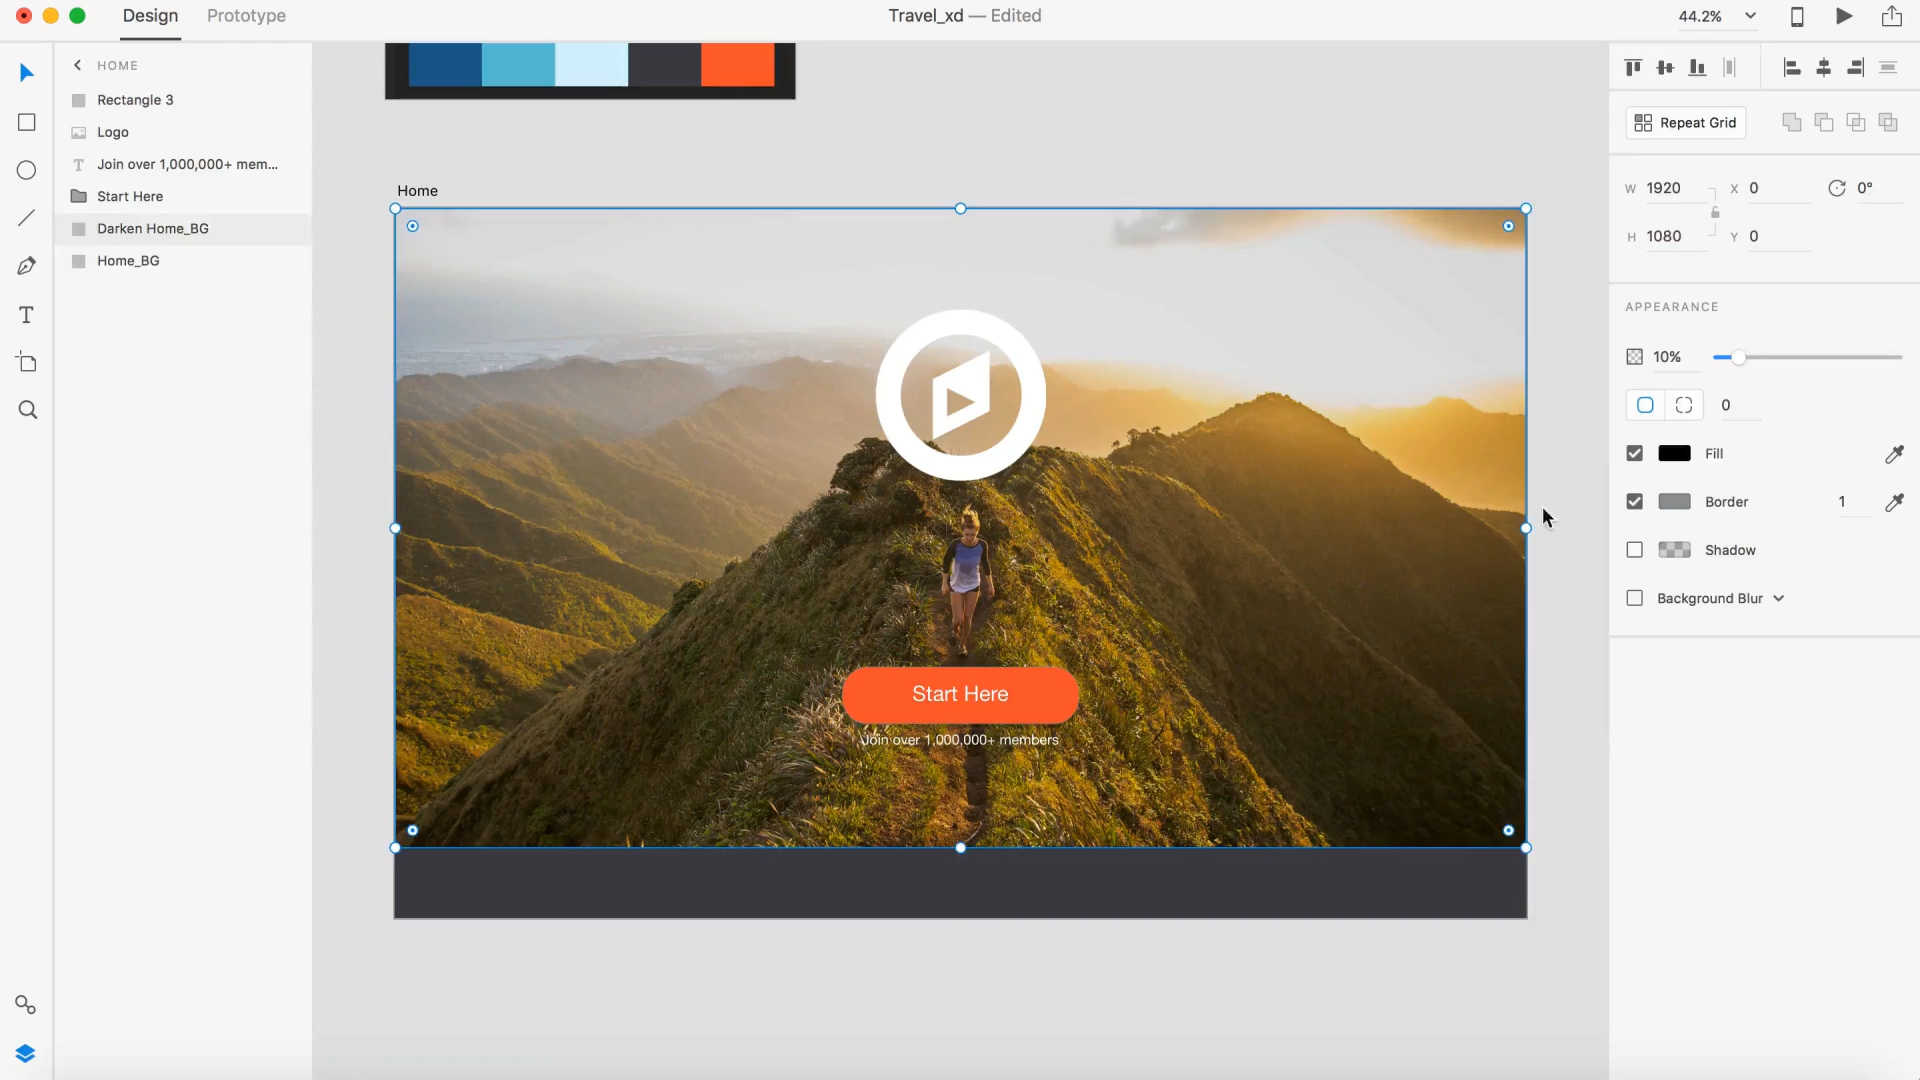 Design
Prototype
Travel_xd — Edited
44.2%
HOME
Rectangle 3
Logo
Join over 1,000,000+ mem...
Start Here
Darken Home_BG
Home_BG
Home
Start Here
Join over 1,000,000+ members
Repeat Grid
W 1920 X 0 0°
H 1080 Y 0
APPEARANCE
10%
0
Fill
Border 1
Shadow
Background Blur